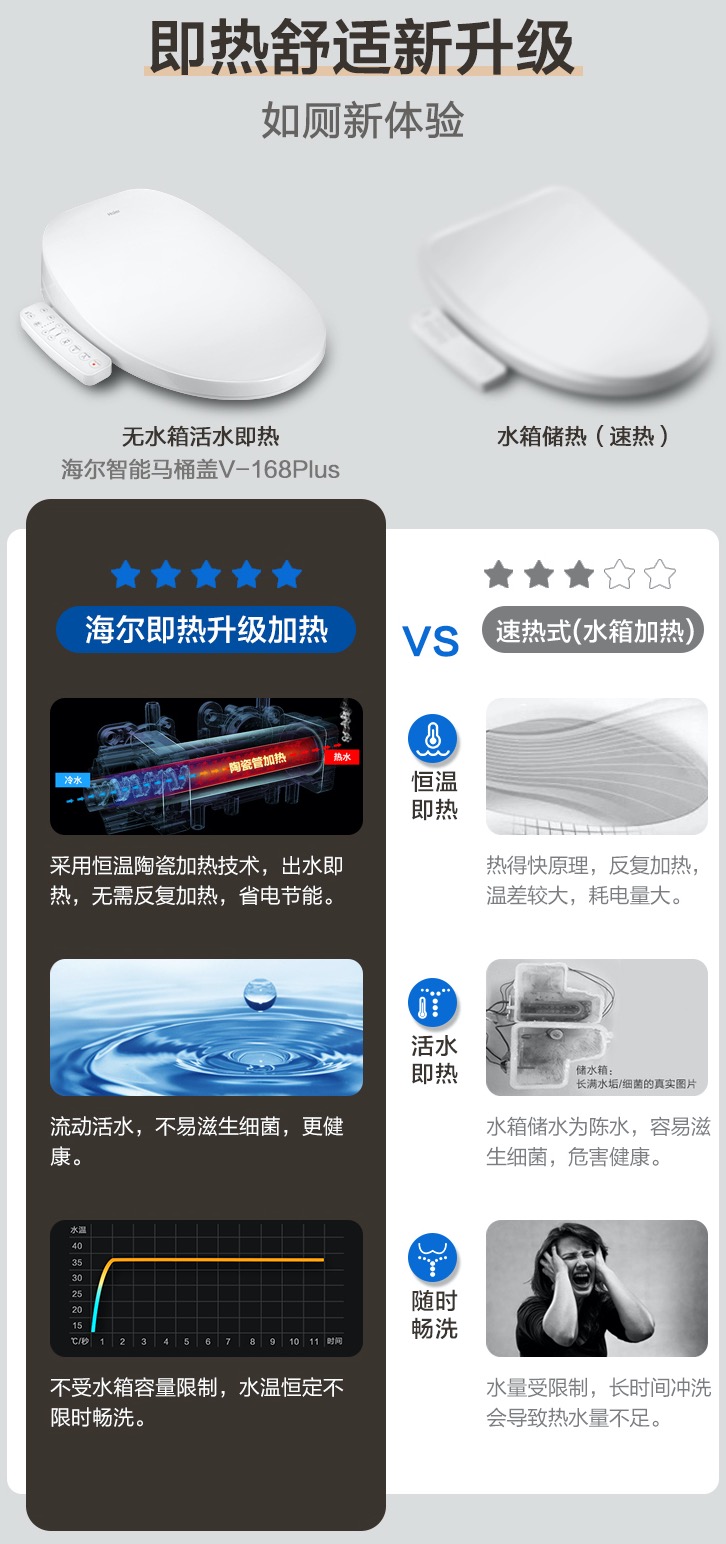 即热舒适新升级
如厕新体验
无水箱活水即热
海尔智能马桶盖V-168Plus
水箱储热（速热）
海尔即热升级加热
VS
速热式(水箱加热)
冷水
陶瓷管加热
热水
恒温
即热
采用恒温陶瓷加热技术，出水即
热，无需反复加热，省电节能。
热得快原理，反复加热，
温差较大，耗电量大。
活水
即热
储水箱：
长满水垢/细菌的真实图片
流动活水，不易滋生细菌，更健
康。
水箱储水为陈水，容易滋
生细菌，危害健康。
水温
40
35
30
25
20
15
℃/秒 1 2 3 4 5 6 7 8 9 10 11 时间
随时
畅洗
不受水箱容量限制，水温恒定不
限时畅洗。
水量受限制，长时间冲洗
会导致热水量不足。